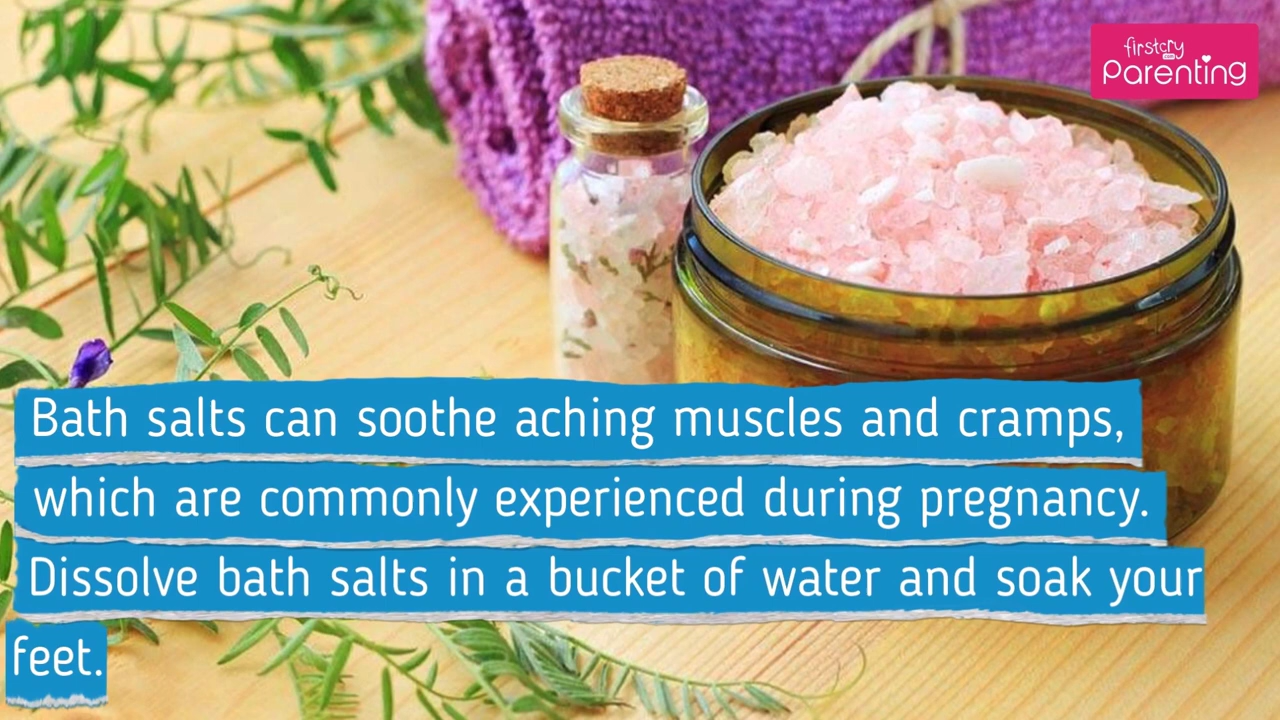 firstcry
.com
Parenting
Bath salts can soothe aching muscles and cramps,
which are commonly experienced during pregnancy.
Dissolve bath salts in a bucket of water and soak your
feet.